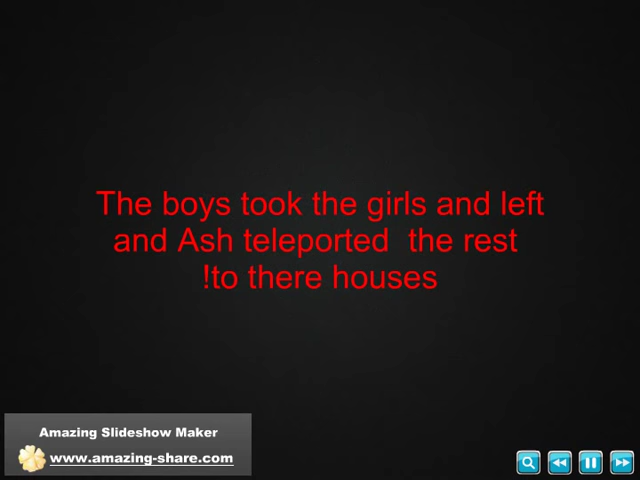 The boys took the girls and left
and Ash teleported  the rest
!to there houses
Amazing Slideshow Maker
www.amazing-share.com